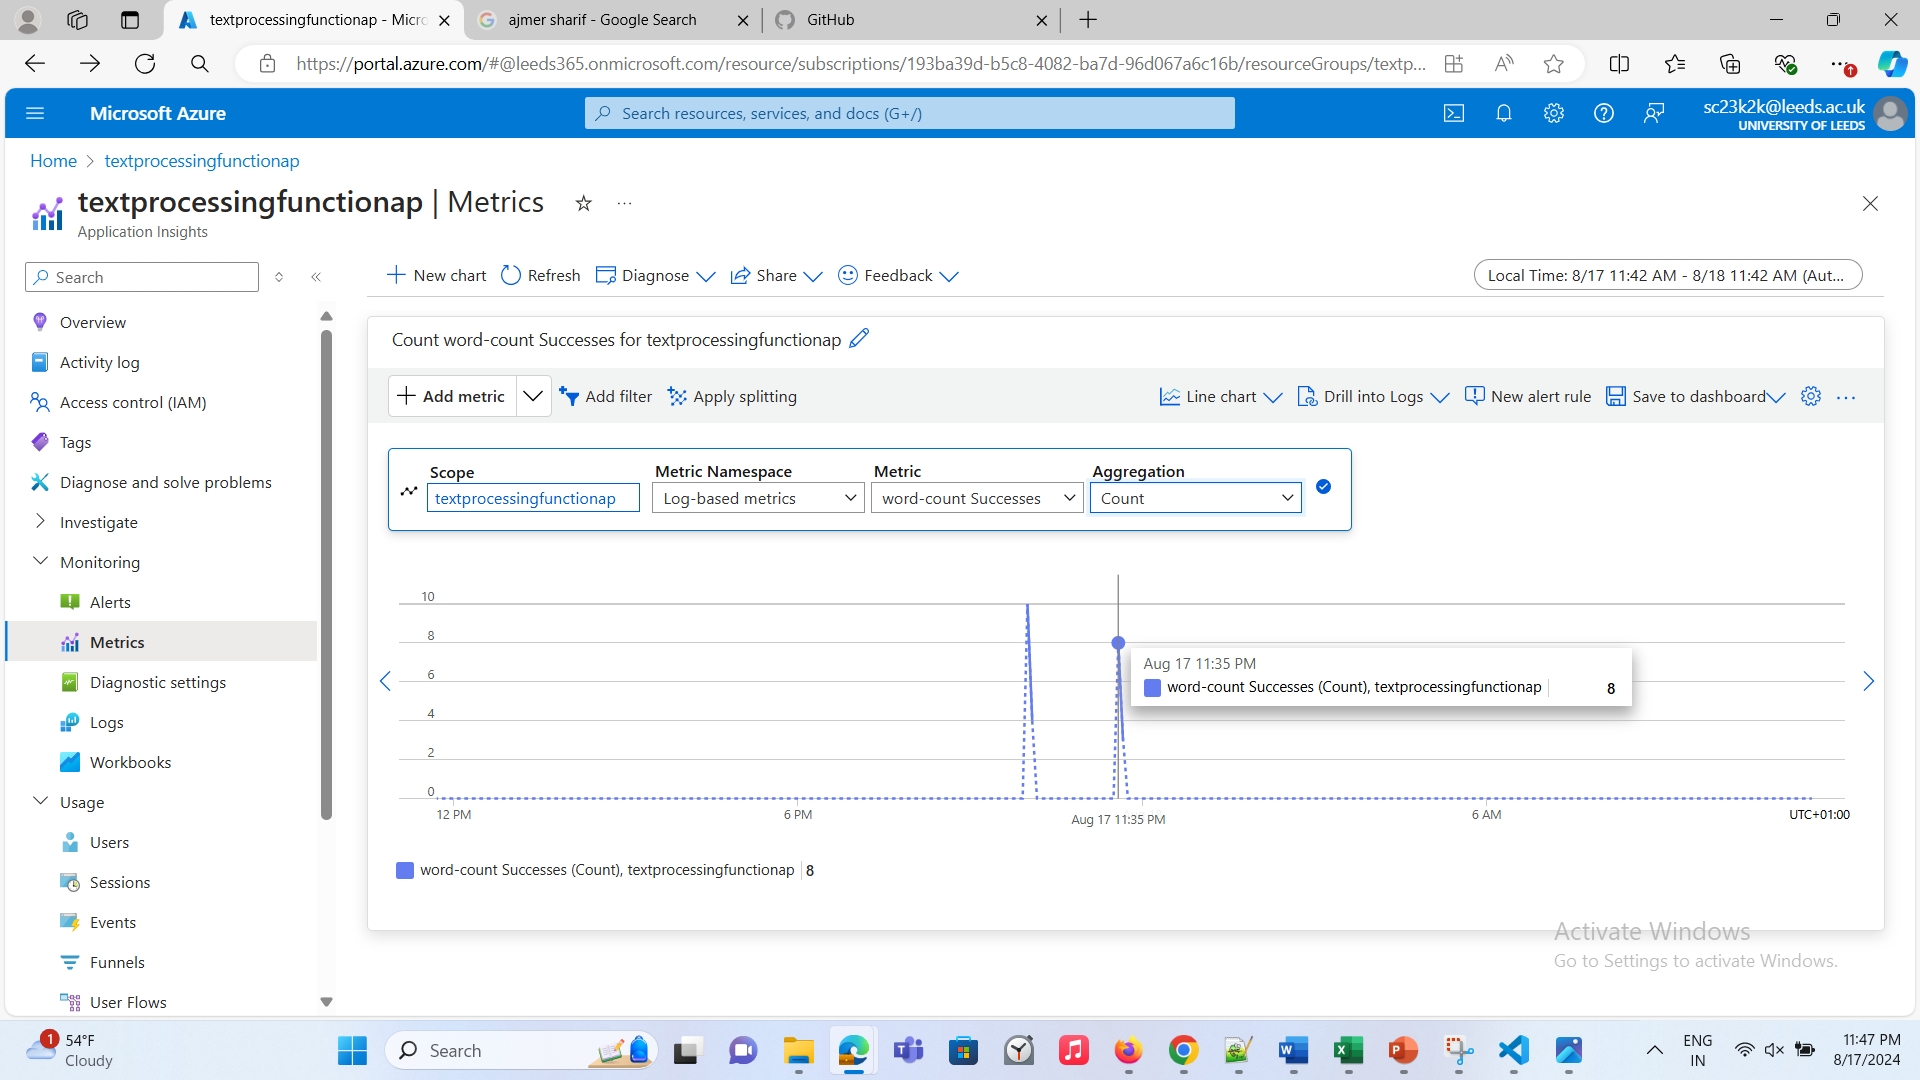 textprocessingfunctionap - Micro
ajmer sharif - Google Search
GitHub
https://portal.azure.com/#@leeds365.onmicrosoft.com/resource/subscriptions/193ba39d-b5c8-4082-ba7d-96d067a6c16b/resourceGroups/textp...
Microsoft Azure
Search resources, services, and docs (G+/)
sc23k2k@leeds.ac.uk
UNIVERSITY OF LEEDS
Home > textprocessingfunctionap
textprocessingfunctionap | Metrics
Application Insights
Search
New chart Refresh Diagnose Share Feedback
Local Time: 8/17 11:42 AM - 8/18 11:42 AM (Aut...
Overview
Activity log
Access control (IAM)
Tags
Diagnose and solve problems
Investigate
Monitoring
Alerts
Metrics
Diagnostic settings
Logs
Workbooks
Usage
Users
Sessions
Events
Funnels
User Flows
Count word-count Successes for textprocessingfunctionap
Add metric Add filter Apply splitting Line chart Drill into Logs New alert rule Save to dashboard
Scope Metric Namespace Metric Aggregation
textprocessingfunctionap Log-based metrics word-count Successes Count
10
8
6
4
2
0
Aug 17 11:35 PM
word-count Successes (Count), textprocessingfunctionap 8
12 PM 6 PM Aug 17 11:35 PM 6 AM UTC+01:00
word-count Successes (Count), textprocessingfunctionap 8
Activate Windows
Go to Settings to activate Windows.
1
54°F
Cloudy
Search
ENG
IN
11:47 PM
8/17/2024